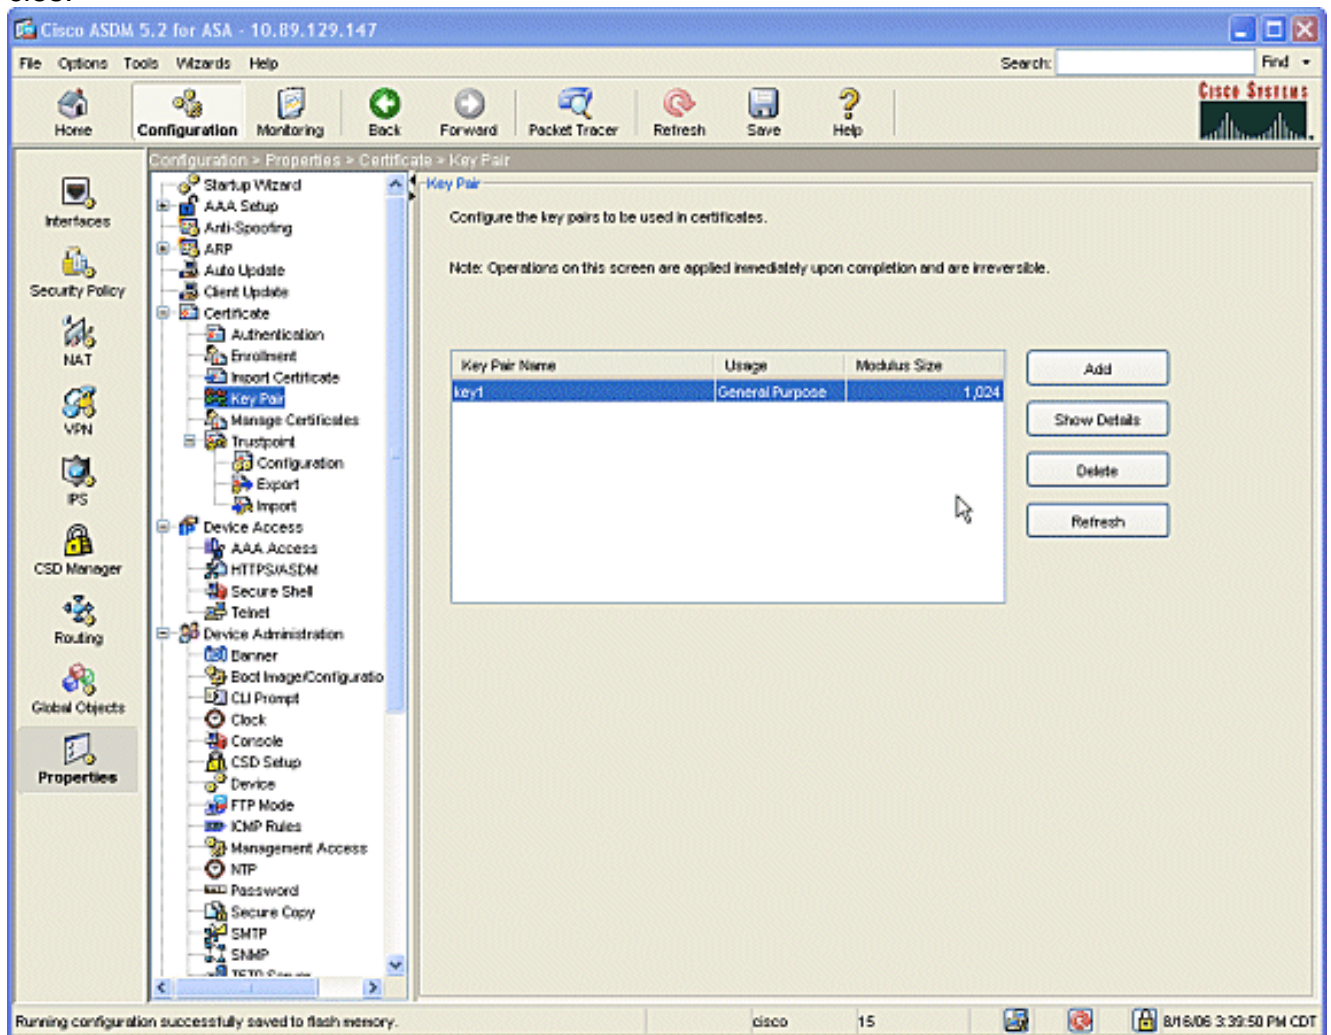 Cisco ASDM 5.2 for ASA - 10.89.129.147
File Options Tools Wizards Help Search: Find
Home Configuration Monitoring Back Forward Packet Tracer Refresh Save Help
CISCO SYSTEMS
Configuration > Properties > Certificate > Key Pair
Interfaces
Security Policy
NAT
VPN
IPS
CSD Manager
Routing
Global Objects
Properties
Startup Wizard
AAA Setup
Anti-Spoofing
ARP
Auto Update
Client Update
Certificate
Authentication
Enrollment
Import Certificate
Key Pair
Manage Certificates
Trustpoint
Configuration
Export
Import
Device Access
AAA Access
HTTPS/ASDM
Secure Shell
Telnet
Device Administration
Banner
Boot Image/Configuratio
CLI Prompt
Clock
Console
CSD Setup
Device
FTP Mode
ICMP Rules
Management Access
NTP
Password
Secure Copy
SMTP
SNMP
Key Pair
Configure the key pairs to be used in certificates.
Note: Operations on this screen are applied immediately upon completion and are irreversible.
Key Pair Name Usage Modulus Size
key1 General Purpose 1,024
Add
Show Details
Delete
Refresh
Running configuration successfully saved to flash memory. cisco 15 8/16/06 3:39:50 PM CDT